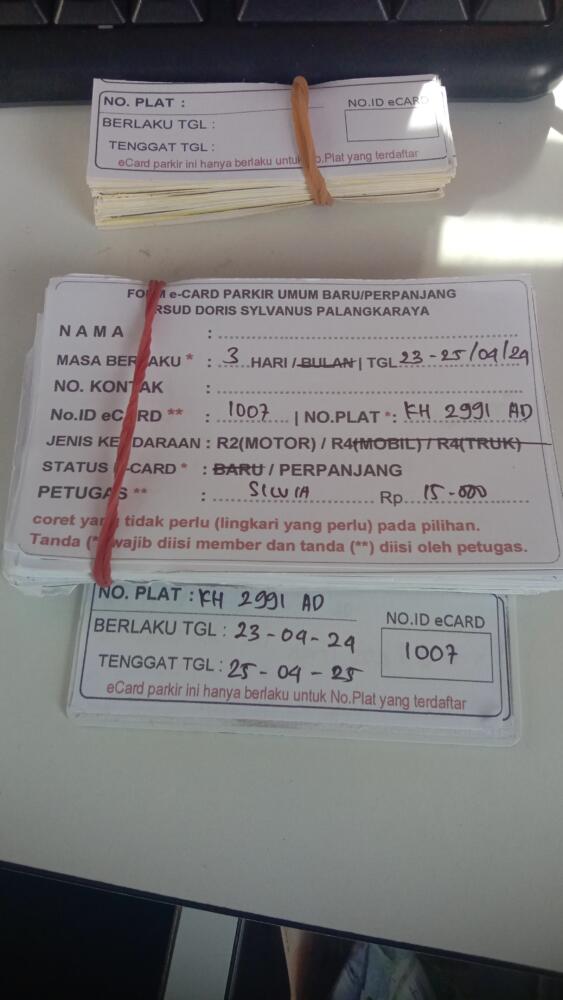 NO. PLAT :
NO.ID eCARD
BERLAKU TGL :
TENGGAT TGL :
eCard parkir ini hanya berlaku untuk No.Plat yang terdaftar
FORM e-CARD PARKIR UMUM BARU/PERPANJANG
RSUD DORIS SYLVANUS PALANGKARAYA
NAMA :
MASA BERLAKU * : 3 HARI / BULAN | TGL 23 - 25/04/24
NO. KONTAK :
No.ID eCARD ** : 1007 | NO.PLAT *: KH 2991 AD
JENIS KENDARAAN : R2(MOTOR) / R4(MOBIL) / R4(TRUK)
STATUS e-CARD * : BARU / PERPANJANG
PETUGAS ** : SILVIA Rp 15-000
coret yang tidak perlu (lingkari yang perlu) pada pilihan.
Tanda (*) wajib diisi member dan tanda (**) diisi oleh petugas.
NO. PLAT : KH 2991 AD
NO.ID eCARD
BERLAKU TGL : 23-04-24
1007
TENGGAT TGL : 25-04-25
eCard parkir ini hanya berlaku untuk No.Plat yang terdaftar